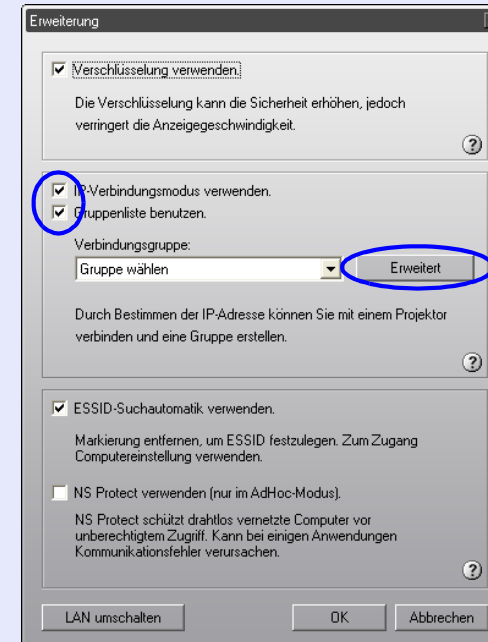 Erweiterung
Verschlüsselung verwenden.
Die Verschlüsselung kann die Sicherheit erhöhen, jedoch
verringert die Anzeigegeschwindigkeit.
?
IP-Verbindungsmodus verwenden.
Gruppenliste benutzen.
Verbindungsgruppe:
Gruppe wählen
Erweitert
Durch Bestimmen der IP-Adresse können Sie mit einem Projektor
verbinden und eine Gruppe erstellen.
?
ESSID-Suchautomatik verwenden.
Markierung entfernen, um ESSID festzulegen. Zum Zugang
Computereinstellung verwenden.
NS Protect verwenden (nur im AdHoc-Modus).
NS Protect schützt drahtlos vernetzte Computer vor
unberechtigtem Zugriff. Kann bei einigen Anwendungen
Kommunikationsfehler verursachen.
?
LAN umschalten OK Abbrechen